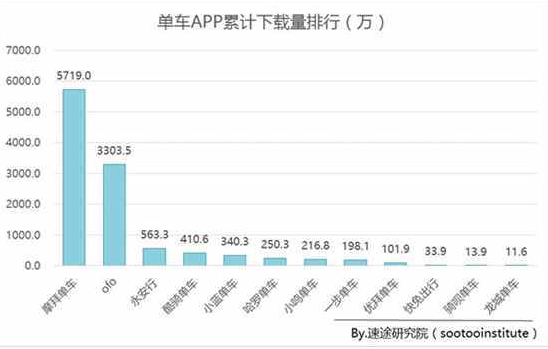 单车APP累计下载量排行（万）
7000.0
6000.0
5000.0
4000.0
3000.0
2000.0
1000.0
0.0
5719.0
3303.5
563.3
410.6
340.3
250.3
216.8
198.1
101.9
33.9
13.9
11.6
摩拜单车
ofo
永安行
酷骑单车
小蓝单车
哈罗单车
小鸣单车
一步单车
优拜单车
快兔出行
骑呗单车
龙城单车
By.速途研究院（sootooinstitute）